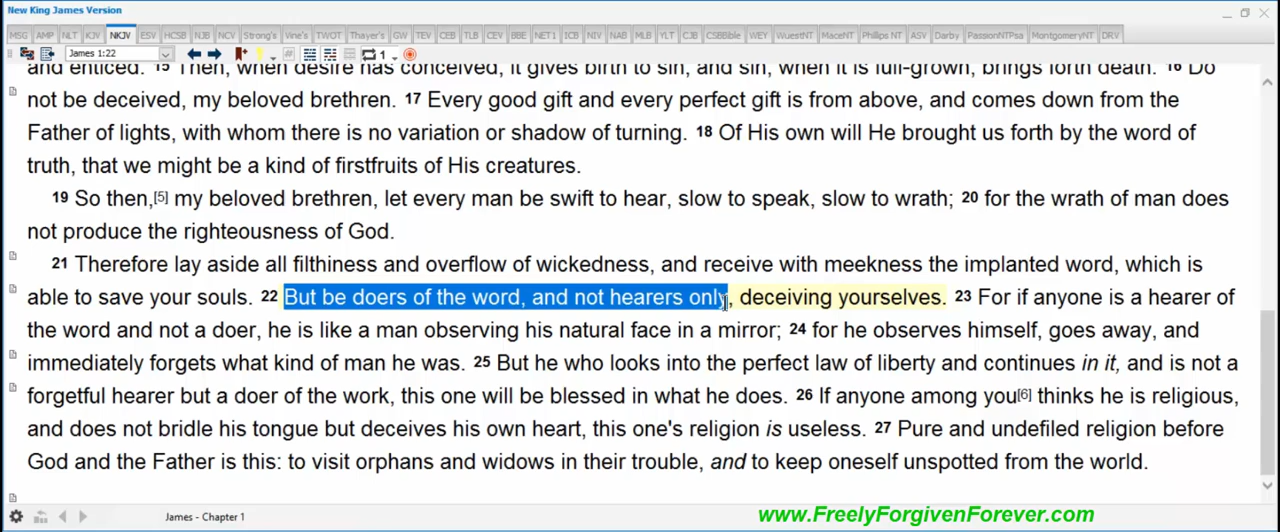 New King James Version
MSG AMP NLT KJV NKJV ESV HCSB NJB NCV Strong's Vine's TWOT Thayer's GW TEV CEB TLB CEV BBE NET1 ICB NIV NAB MLB YLT CJB CSBBible WEY WuestNT MaceNT Phillips NT ASV Darby PassionNTPsa MontgomeryNT DRV
James 1:22 1
and enticed. 15 Then, when desire has conceived, it gives birth to sin; and sin, when it is full-grown, brings forth death. 16 Do
not be deceived, my beloved brethren. 17 Every good gift and every perfect gift is from above, and comes down from the
Father of lights, with whom there is no variation or shadow of turning. 18 Of His own will He brought us forth by the word of
truth, that we might be a kind of firstfruits of His creatures.
19 So then,[5] my beloved brethren, let every man be swift to hear, slow to speak, slow to wrath; 20 for the wrath of man does
not produce the righteousness of God.
21 Therefore lay aside all filthiness and overflow of wickedness, and receive with meekness the implanted word, which is
able to save your souls. 22 But be doers of the word, and not hearers only, deceiving yourselves. 23 For if anyone is a hearer of
the word and not a doer, he is like a man observing his natural face in a mirror; 24 for he observes himself, goes away, and
immediately forgets what kind of man he was. 25 But he who looks into the perfect law of liberty and continues in it, and is not a
forgetful hearer but a doer of the work, this one will be blessed in what he does. 26 If anyone among you[6] thinks he is religious,
and does not bridle his tongue but deceives his own heart, this one's religion is useless. 27 Pure and undefiled religion before
God and the Father is this: to visit orphans and widows in their trouble, and to keep oneself unspotted from the world.
James - Chapter 1
www.FreelyForgivenForever.com